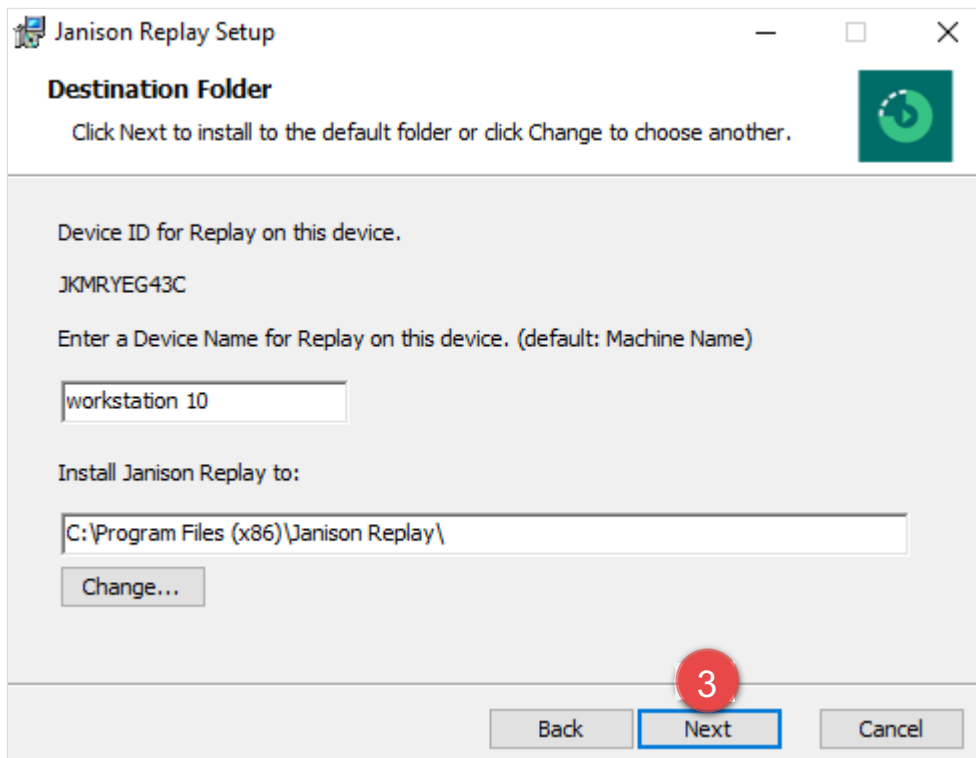 Janison Replay Setup
Destination Folder
Click Next to install to the default folder or click Change to choose another.
Device ID for Replay on this device.
JKMRYEG43C
Enter a Device Name for Replay on this device. (default: Machine Name)
workstation 10
Install Janison Replay to:
C:\Program Files (x86)\Janison Replay\
Change...
3
Back Next Cancel